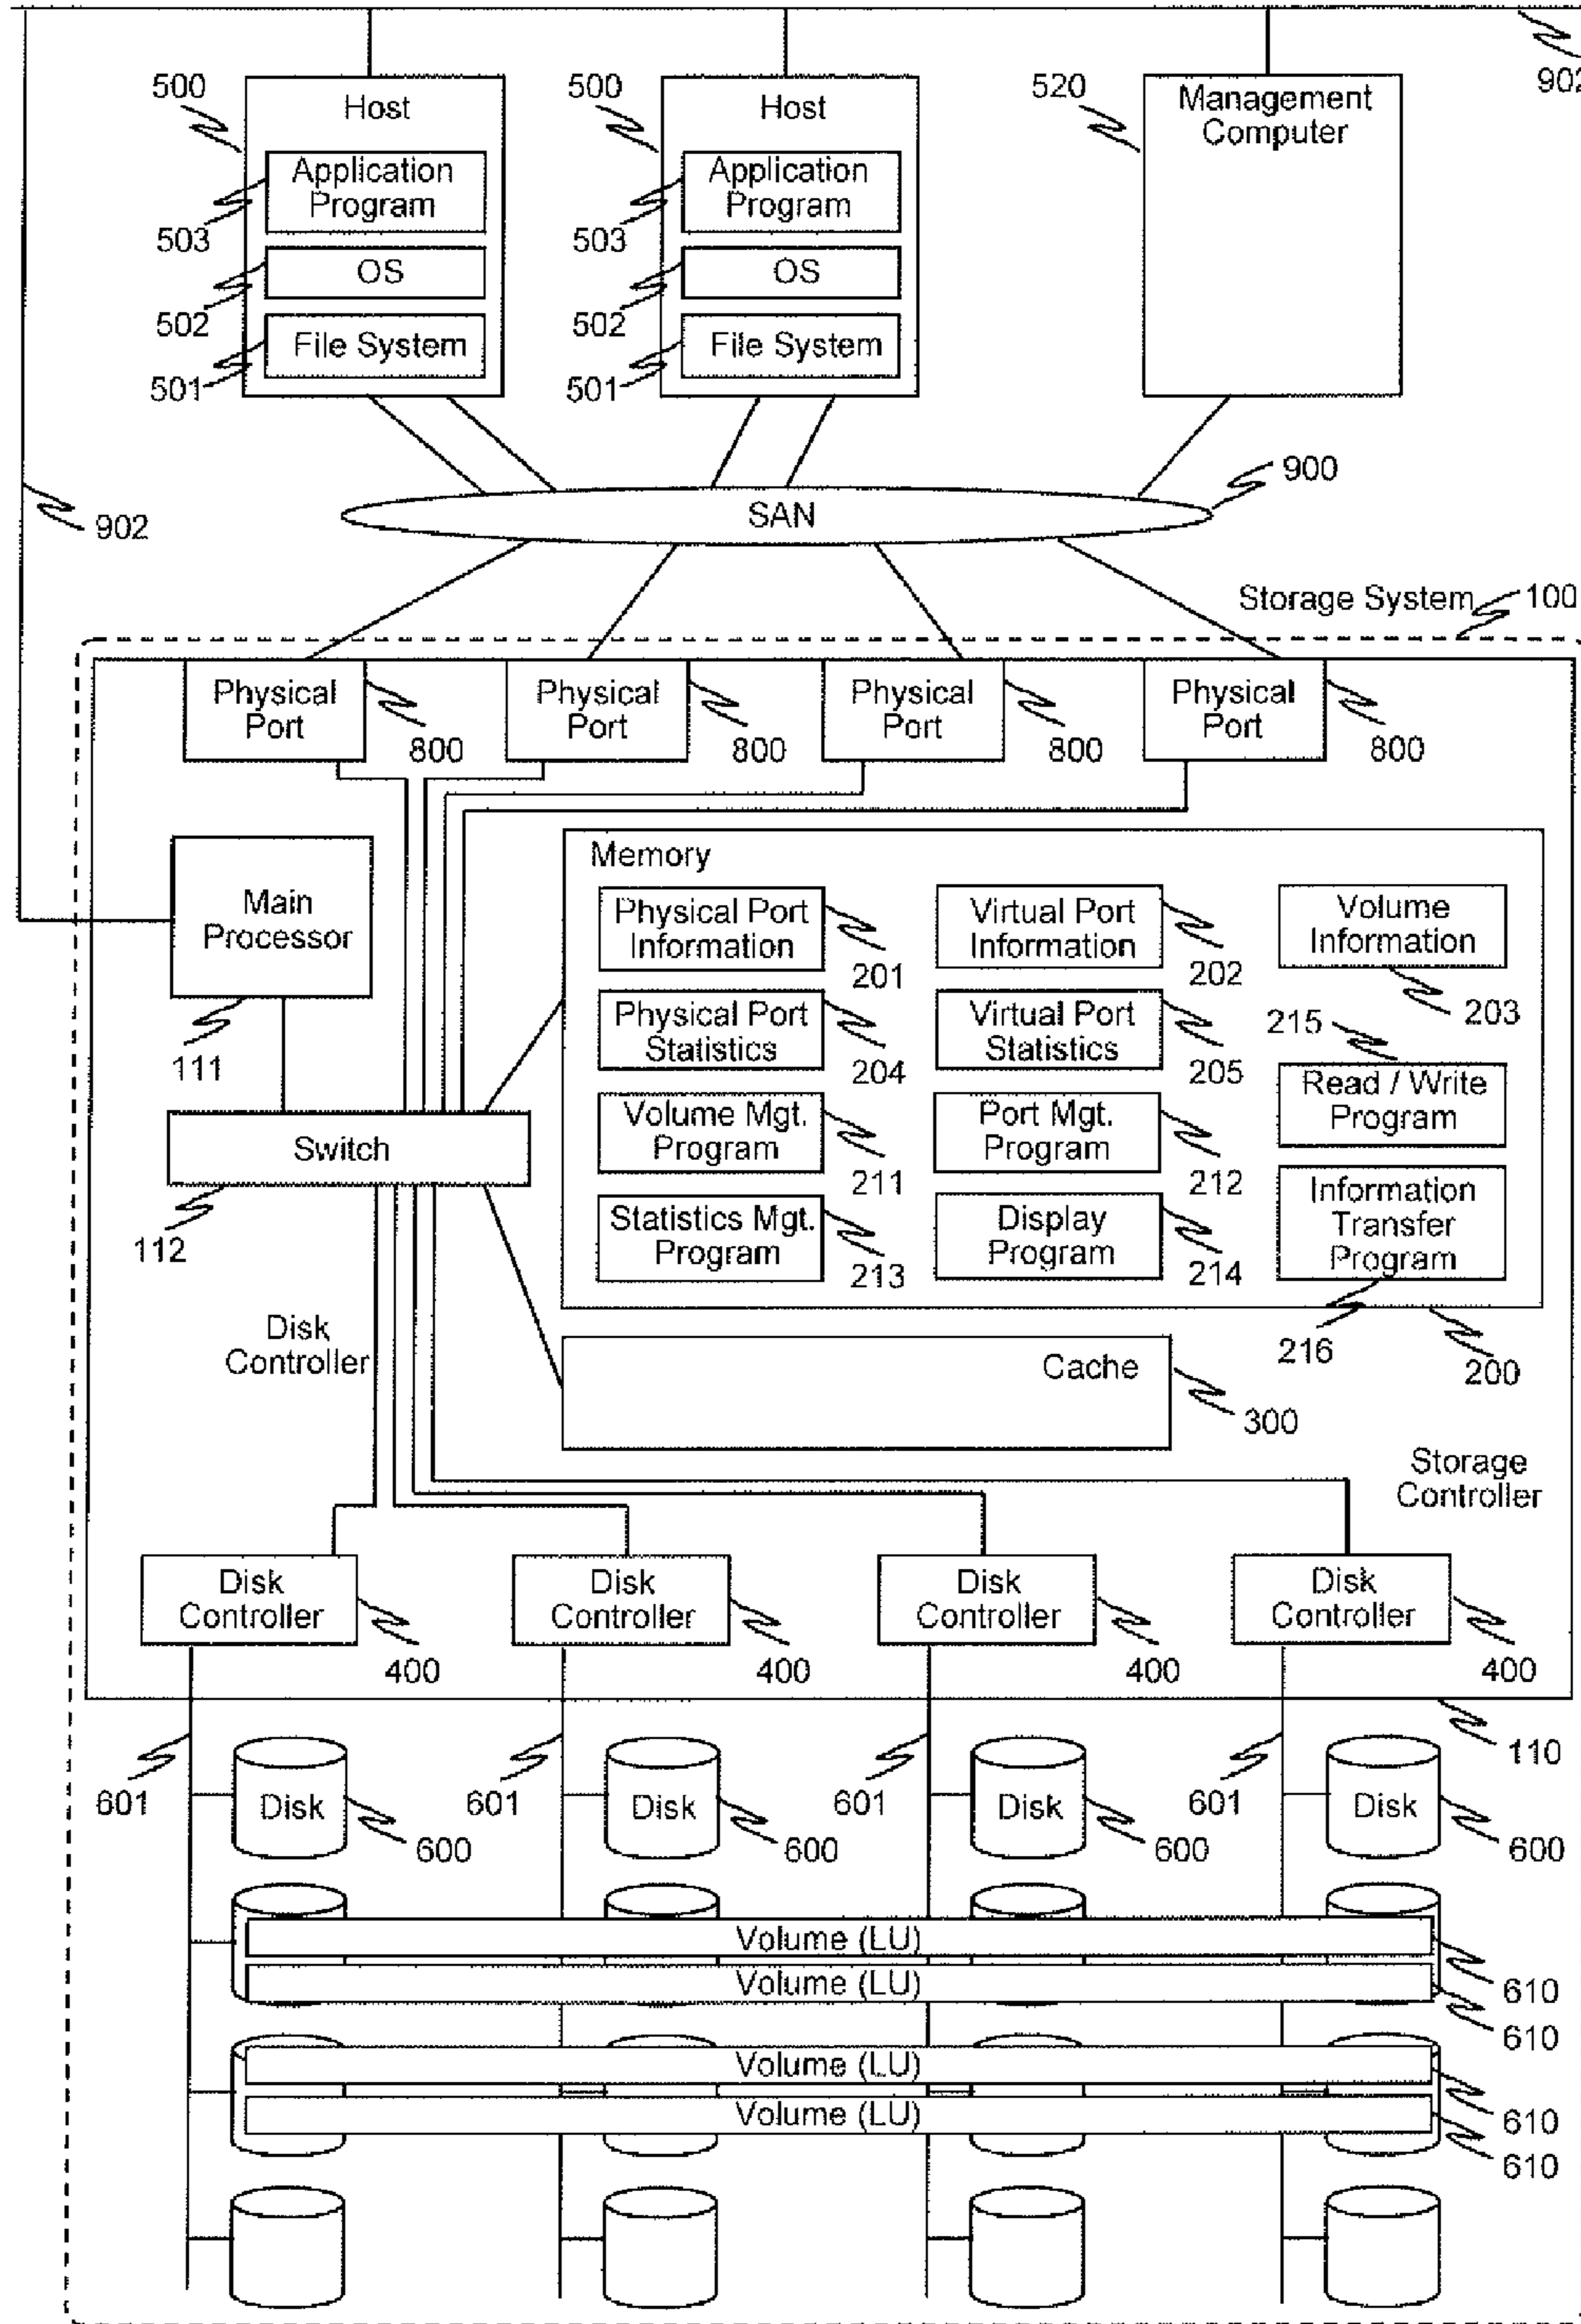 902
500
Host
500
Host
520
Management
Computer
Application
Program
Application
Program
503
503
OS
OS
502
502
File System
File System
501
501
900
SAN
902
Storage System
100
Physical
Port
Physical
Port
Physical
Port
Physical
Port
800
800
800
800
Memory
Main
Processor
Physical Port
Information
Virtual Port
Information
Volume
Information
201
202
203
Physical Port
Statistics
Virtual Port
Statistics
215
111
204
205
Read / Write
Program
Switch
Volume Mgt.
Program
Port Mgt.
Program
211
212
112
Statistics Mgt.
Program
Display
Program
Information
Transfer
Program
213
214
Disk
Controller
216
200
Cache
300
Storage
Controller
Disk
Controller
Disk
Controller
Disk
Controller
Disk
Controller
400
400
400
400
110
601
Disk
601
Disk
601
Disk
601
Disk
600
600
600
600
Volume (LU)
Volume (LU)
610
610
Volume (LU)
Volume (LU)
610
610